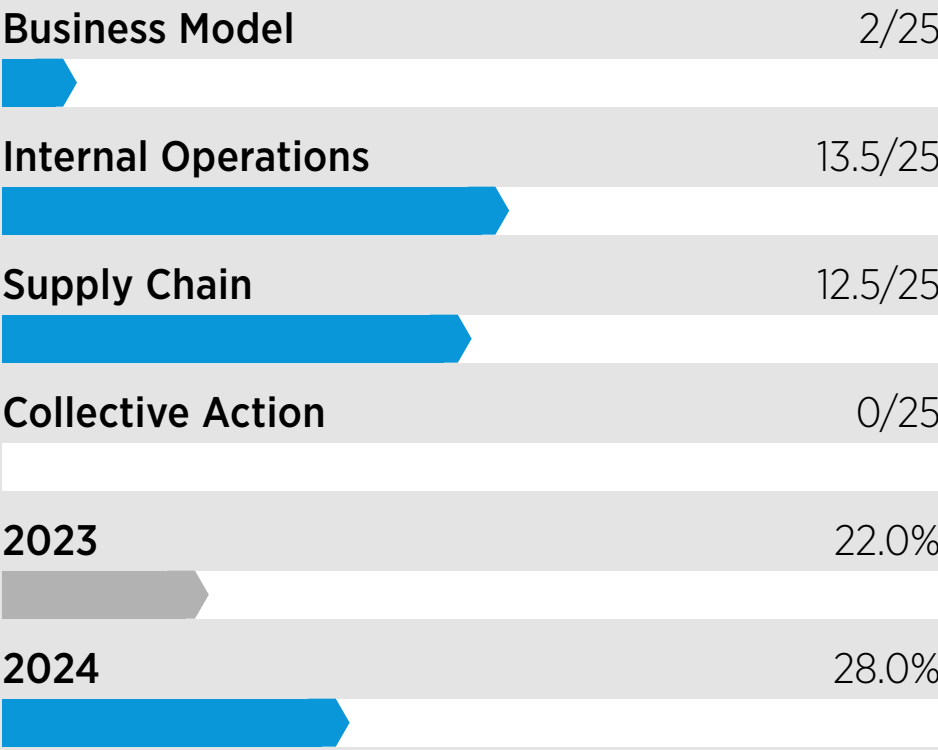 Business Model 2/25
Internal Operations 13.5/25
Supply Chain 12.5/25
Collective Action 0/25
2023 22.0%
2024 28.0%